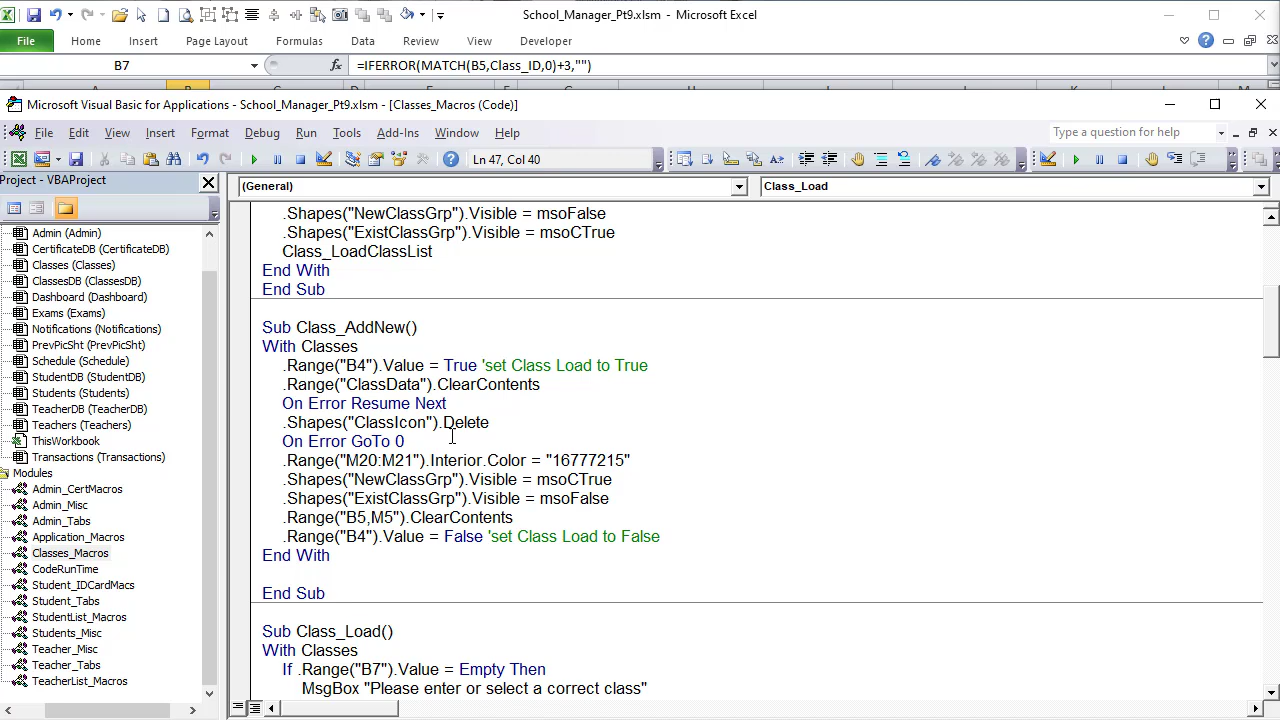 School_Manager_Pt9.xlsm - Microsoft Excel
File Home Insert Page Layout Formulas Data Review View Developer
B7 fx =IFERROR(MATCH(B5,Class_ID,0)+3,"")
Microsoft Visual Basic for Applications - School_Manager_Pt9.xlsm - [Classes_Macros (Code)]
File Edit View Insert Format Debug Run Tools Add-Ins Window Help Type a question for help
Ln 47, Col 40
Project - VBAProject
(General) Class_Load
Admin (Admin)
CertificateDB (CertificateDB)
Classes (Classes)
ClassesDB (ClassesDB)
Dashboard (Dashboard)
Exams (Exams)
Notifications (Notifications)
PrevPicSht (PrevPicSht)
Schedule (Schedule)
StudentDB (StudentDB)
Students (Students)
TeacherDB (TeacherDB)
Teachers (Teachers)
ThisWorkbook
Transactions (Transactions)
Modules
Admin_CertMacros
Admin_Misc
Admin_Tabs
Application_Macros
Classes_Macros
CodeRunTime
Student_IDCardMacs
Student_Tabs
StudentList_Macros
Students_Misc
Teacher_Misc
Teacher_Tabs
TeacherList_Macros
.Shapes("NewClassGrp").Visible = msoFalse
.Shapes("ExistClassGrp").Visible = msoCTrue
Class_LoadClassList
End With
End Sub
Sub Class_AddNew()
With Classes
.Range("B4").Value = True 'set Class Load to True
.Range("ClassData").ClearContents
On Error Resume Next
.Shapes("ClassIcon").Delete
On Error GoTo 0
.Range("M20:M21").Interior.Color = "16777215"
.Shapes("NewClassGrp").Visible = msoCTrue
.Shapes("ExistClassGrp").Visible = msoFalse
.Range("B5,M5").ClearContents
.Range("B4").Value = False 'set Class Load to False
End With
End Sub
Sub Class_Load()
With Classes
If .Range("B7").Value = Empty Then
MsgBox "Please enter or select a correct class"